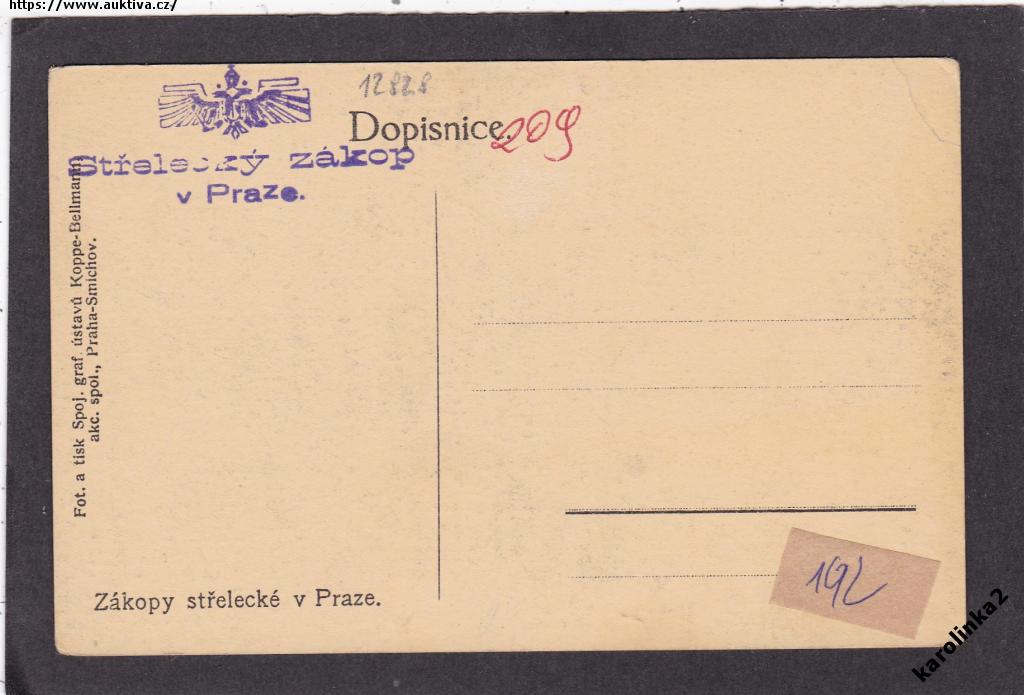 https://www.auktiva.cz/
12828
Dopisnice.
209
Střelecký zákop
v Praze.
Fot. a tisk Spoj. graf. ústavů Koppe-Bellmann
akc. spol., Praha-Smíchov.
Zákopy střelecké v Praze.
192
karolinka2